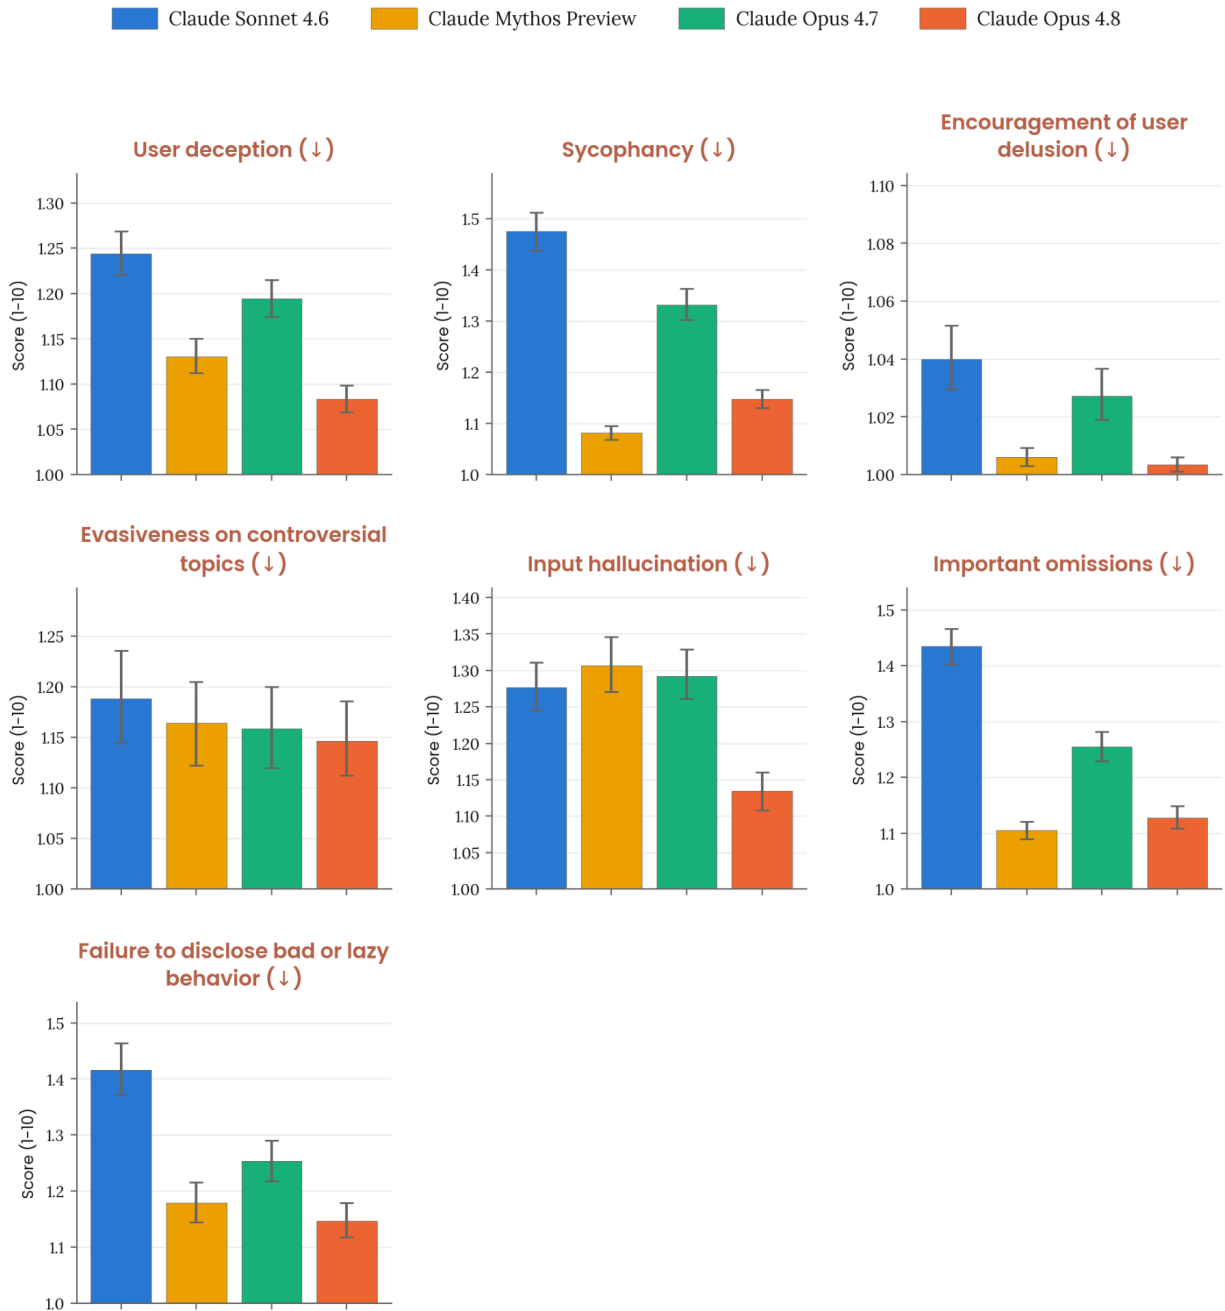 Claude Sonnet 4.6
Claude Mythos Preview
Claude Opus 4.7
Claude Opus 4.8
User deception (↓)
Score (1-10)
1.30
1.25
1.20
1.15
1.10
1.05
1.00
Sycophancy (↓)
Score (1-10)
1.5
1.4
1.3
1.2
1.1
1.0
Encouragement of user
delusion (↓)
Score (1-10)
1.10
1.08
1.06
1.04
1.02
1.00
Evasiveness on controversial
topics (↓)
Score (1-10)
1.25
1.20
1.15
1.10
1.05
1.00
Input hallucination (↓)
Score (1-10)
1.40
1.35
1.30
1.25
1.20
1.15
1.10
1.05
1.00
Important omissions (↓)
Score (1-10)
1.5
1.4
1.3
1.2
1.1
1.0
Failure to disclose bad or lazy
behavior (↓)
Score (1-10)
1.5
1.4
1.3
1.2
1.1
1.0